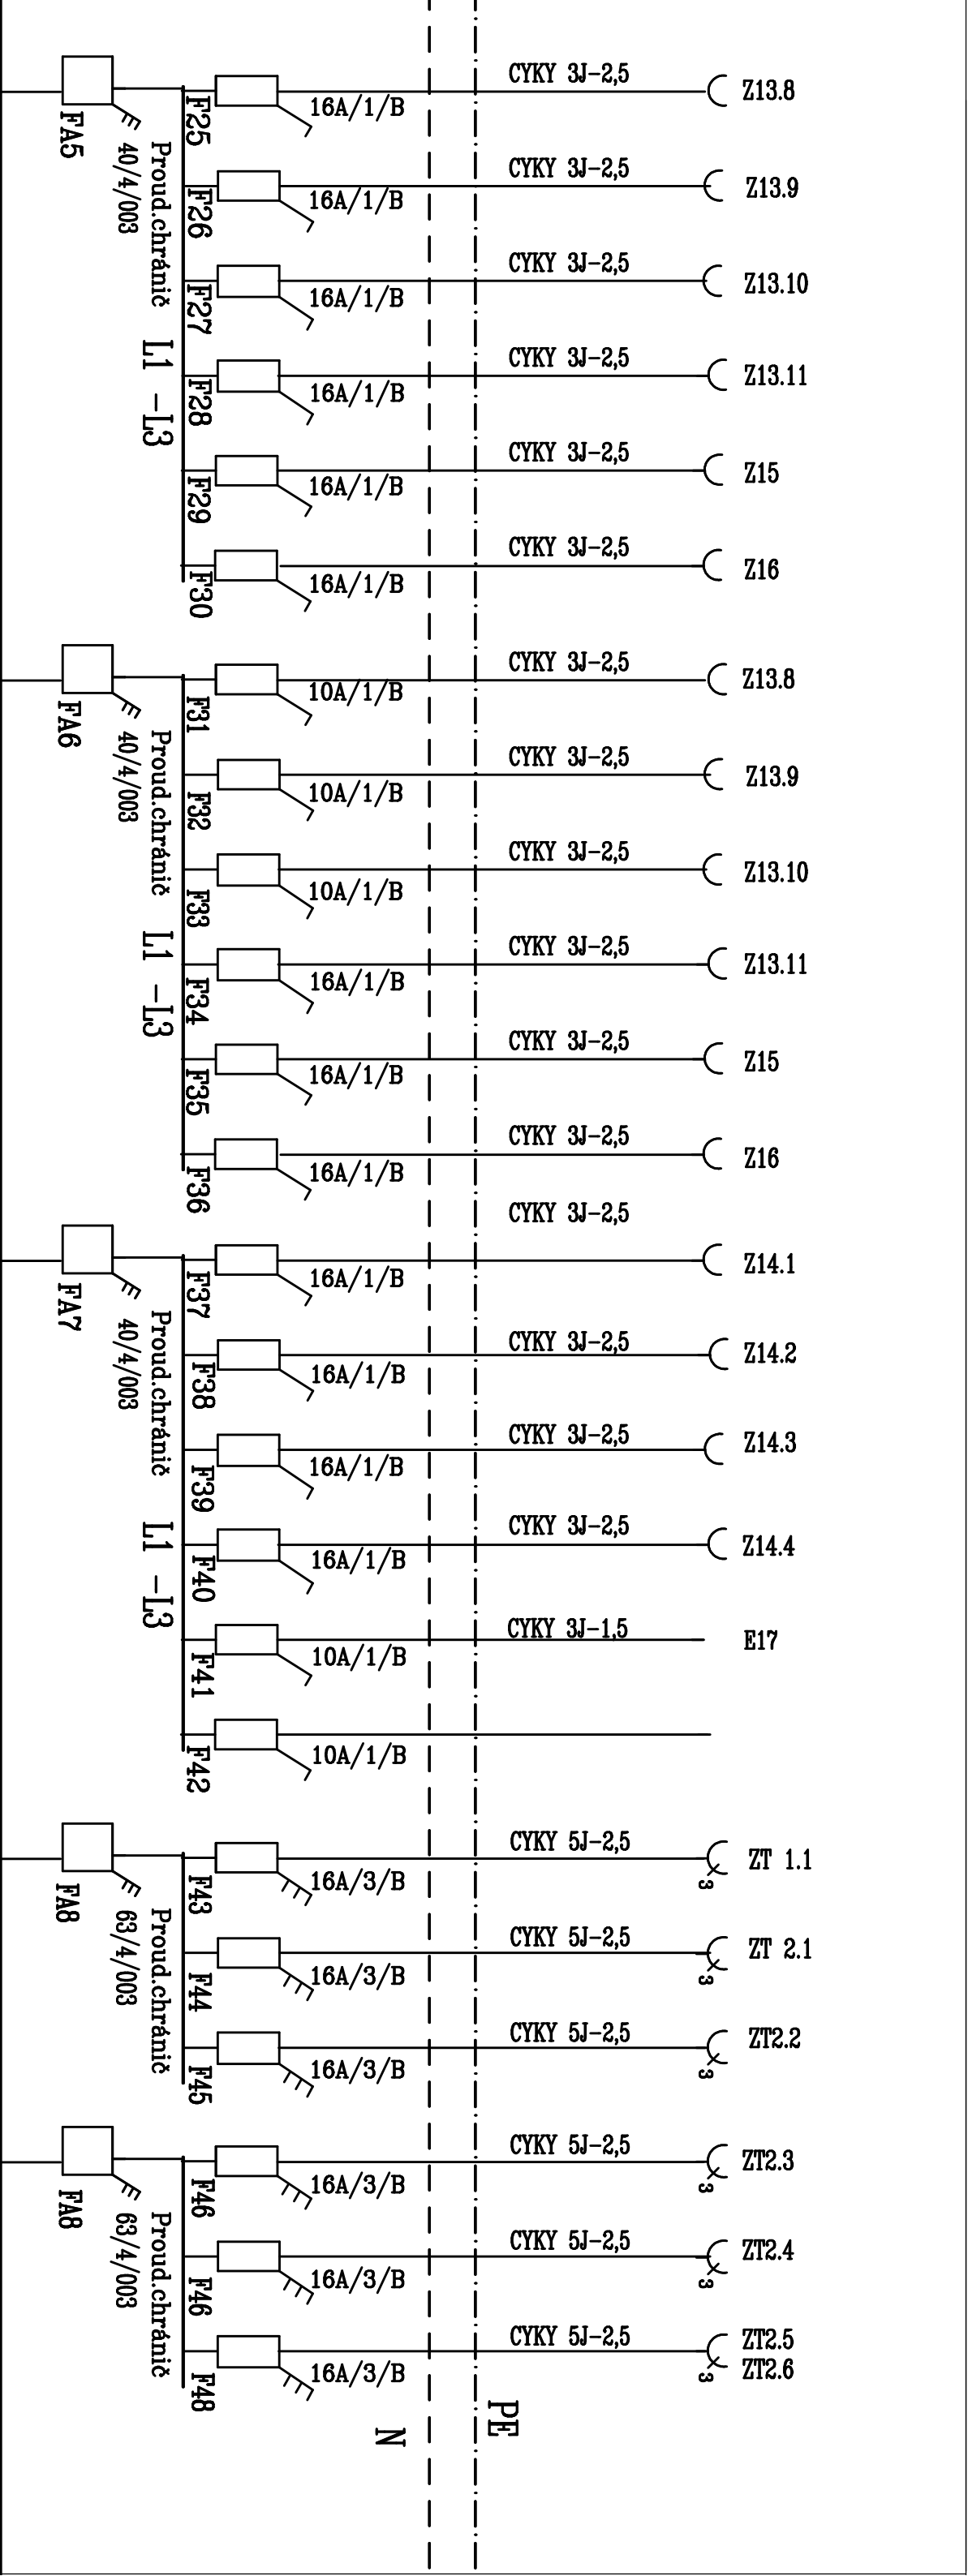 CYKY 3J-2,5
Z13.8
F25
16A/1/B
FA5
40/4/003
Proud.chránič
L1 -L3
CYKY 3J-2,5
Z13.9
F26
16A/1/B
CYKY 3J-2,5
Z13.10
F27
16A/1/B
CYKY 3J-2,5
Z13.11
F28
16A/1/B
CYKY 3J-2,5
Z15
F29
16A/1/B
CYKY 3J-2,5
Z16
F30
16A/1/B
CYKY 3J-2,5
Z13.8
F31
10A/1/B
FA6
40/4/003
Proud.chránič
L1 -L3
CYKY 3J-2,5
Z13.9
F32
10A/1/B
CYKY 3J-2,5
Z13.10
F33
10A/1/B
CYKY 3J-2,5
Z13.11
F34
16A/1/B
CYKY 3J-2,5
Z15
F35
16A/1/B
CYKY 3J-2,5
Z16
F36
16A/1/B
CYKY 3J-2,5
Z14.1
F37
16A/1/B
FA7
40/4/003
Proud.chránič
L1 -L3
CYKY 3J-2,5
Z14.2
F38
16A/1/B
CYKY 3J-2,5
Z14.3
F39
16A/1/B
CYKY 3J-2,5
Z14.4
F40
16A/1/B
CYKY 3J-1,5
E17
F41
10A/1/B
F42
10A/1/B
CYKY 5J-2,5
ZT 1.1
3
F43
16A/3/B
FA8
63/4/003
Proud.chránič
CYKY 5J-2,5
ZT 2.1
3
F44
16A/3/B
CYKY 5J-2,5
ZT2.2
3
F45
16A/3/B
CYKY 5J-2,5
ZT2.3
3
F46
16A/3/B
FA8
63/4/003
Proud.chránič
CYKY 5J-2,5
ZT2.4
3
F46
16A/3/B
CYKY 5J-2,5
ZT2.5
ZT2.6
3
F48
16A/3/B
PE
N